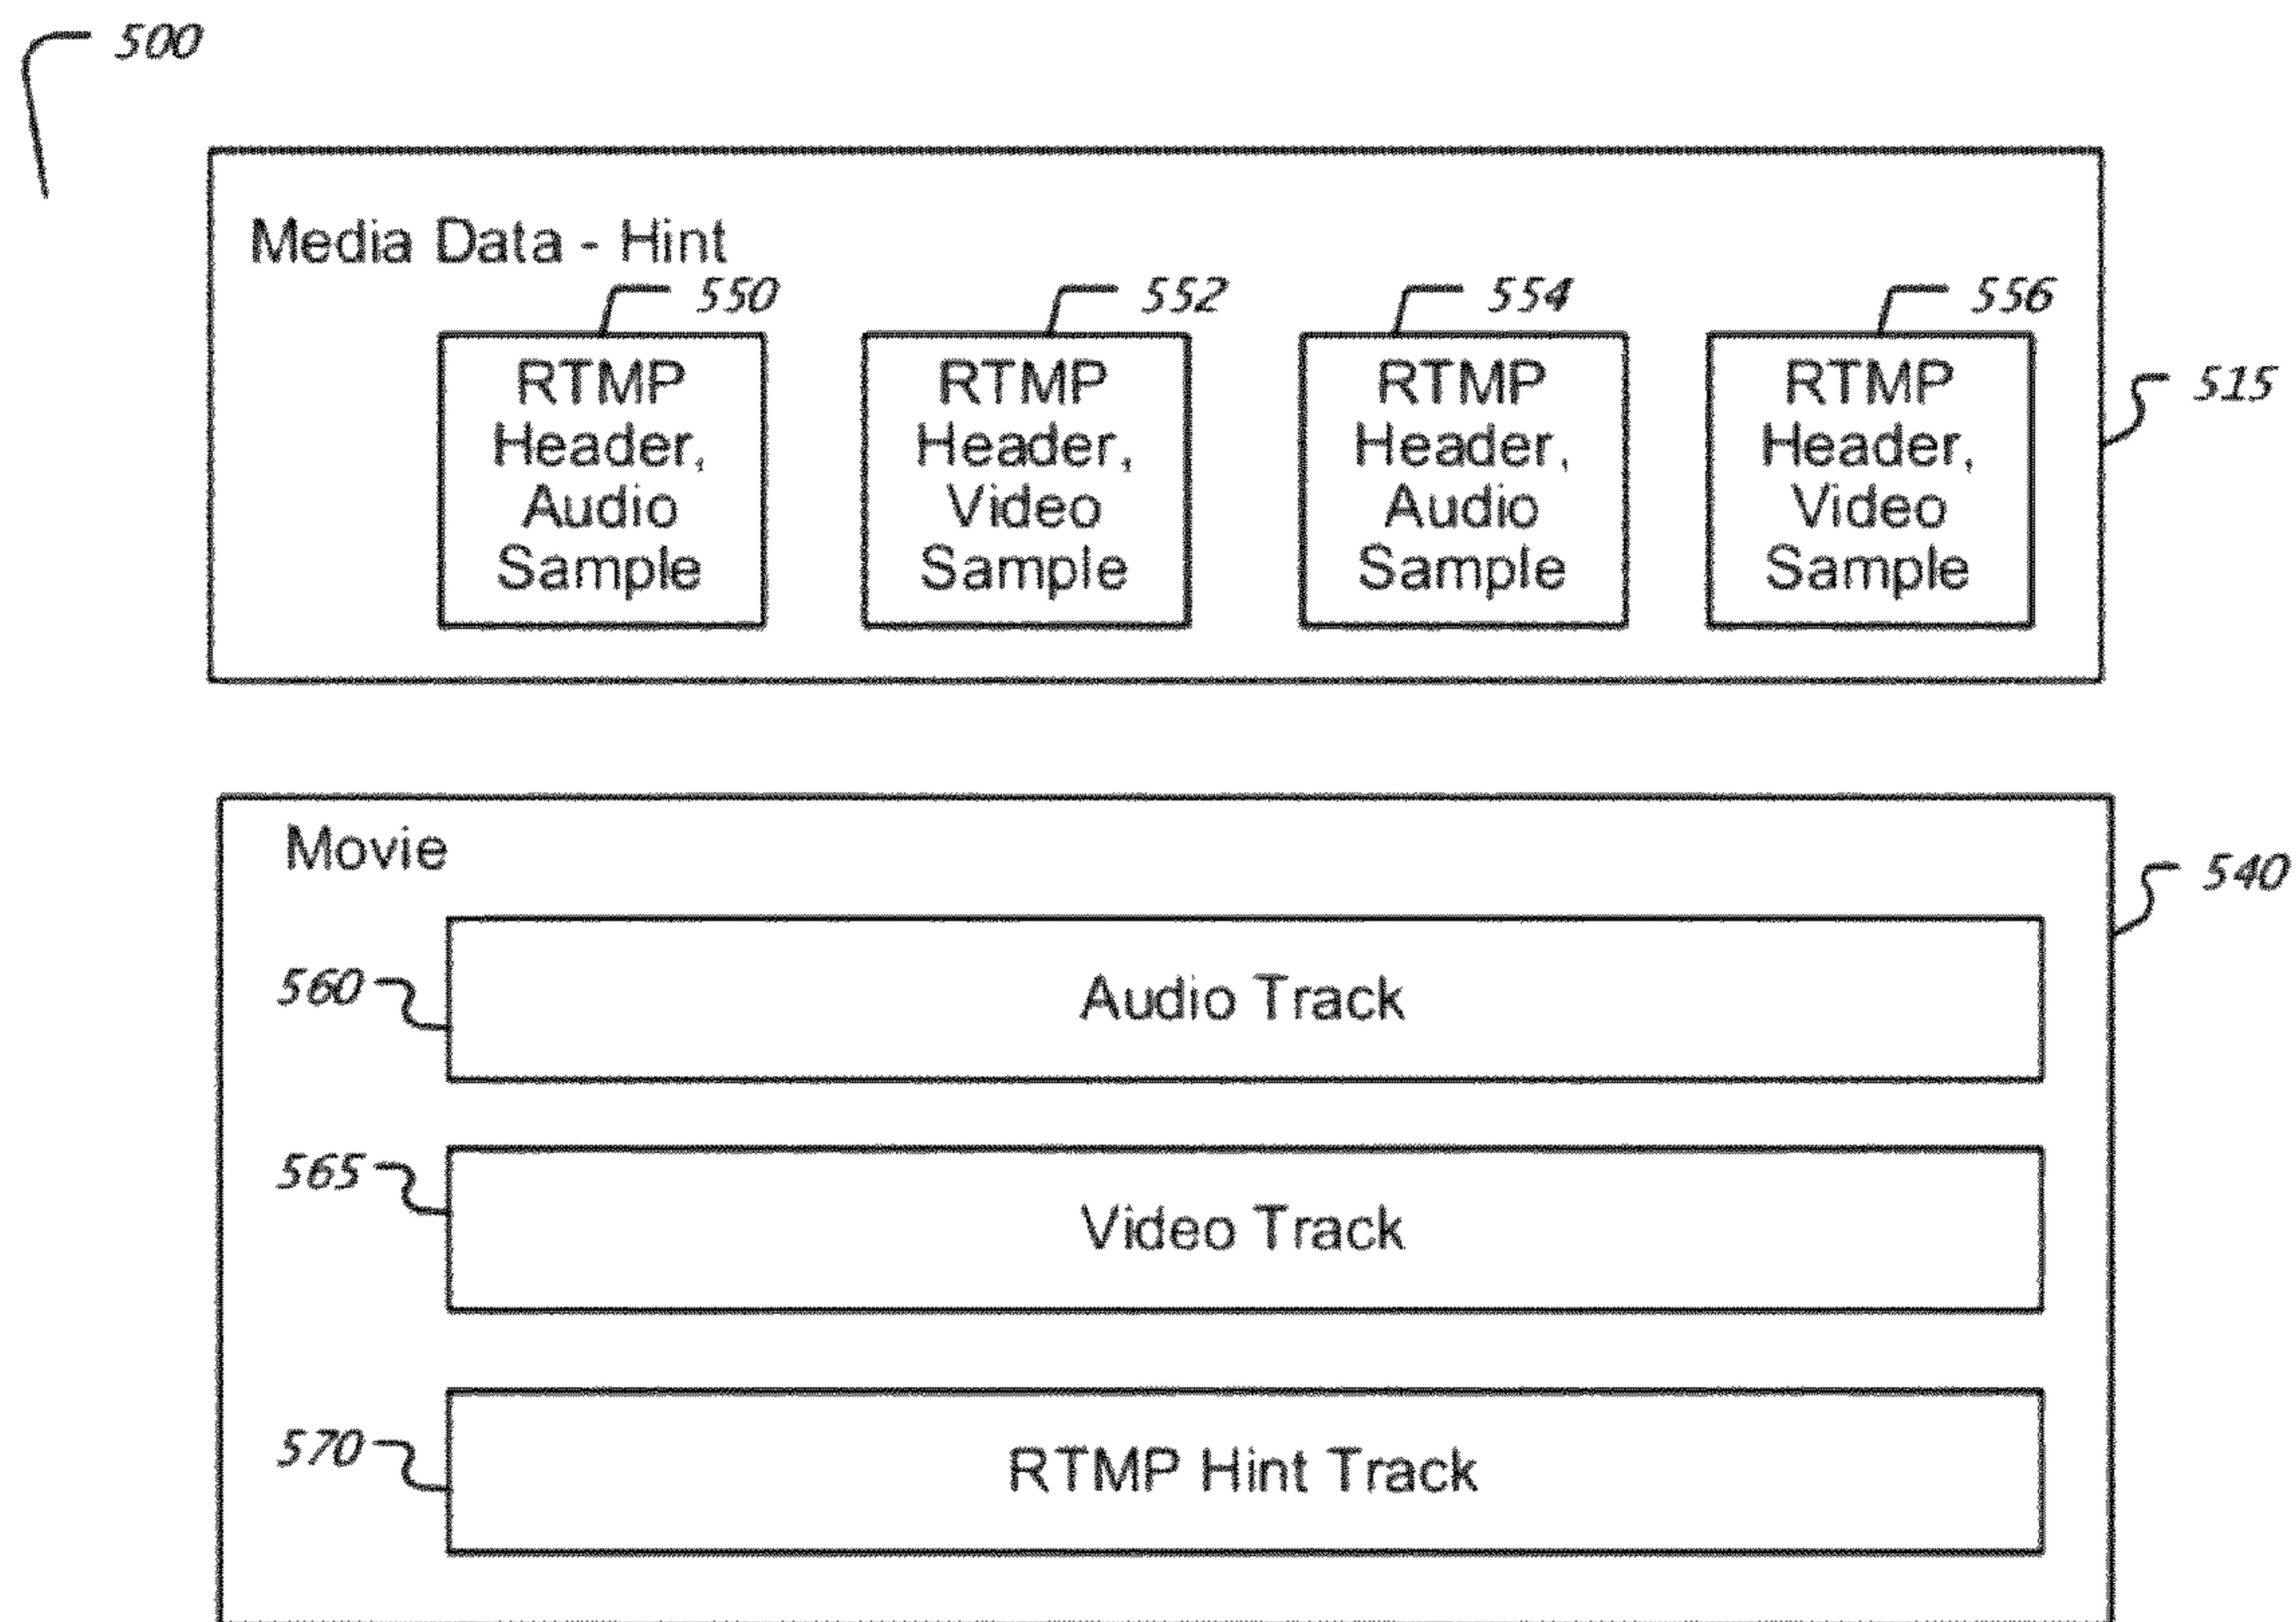 500
Media Data - Hint
550
552
554
556
RTMP
Header,
Audio
Sample
RTMP
Header,
Video
Sample
RTMP
Header,
Audio
Sample
RTMP
Header,
Video
Sample
515
Movie
540
560
Audio Track
565
Video Track
570
RTMP Hint Track